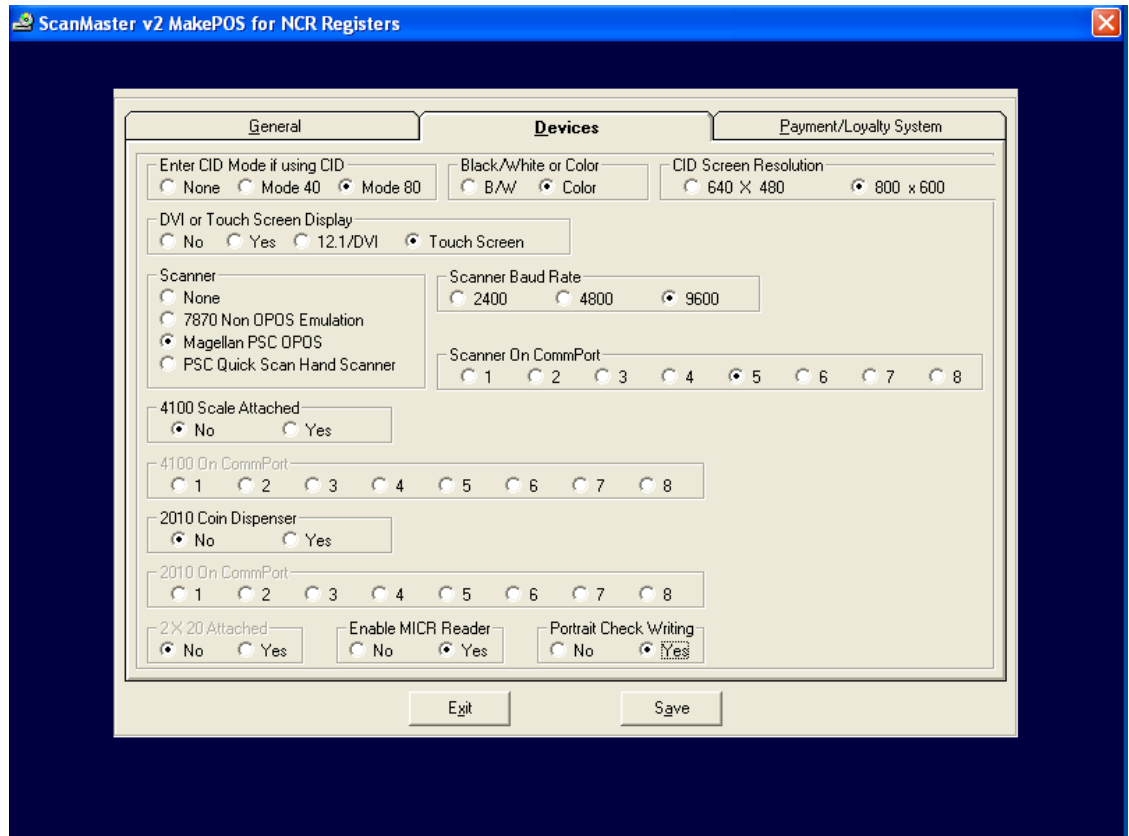 ScanMaster v2 MakePOS for NCR Registers
General Devices Payment/Loyalty System
Enter CID Mode if using CID Black/White or Color CID Screen Resolution
None Mode 40 Mode 80 B/W Color 640 X 480 800 x 600
DVI or Touch Screen Display
No Yes 12.1/DVI Touch Screen
Scanner Scanner Baud Rate
None 2400 4800 9600
7870 Non OPOS Emulation
Magellan PSC OPOS
PSC Quick Scan Hand Scanner
Scanner On CommPort
1 2 3 4 5 6 7 8
4100 Scale Attached
No Yes
4100 On CommPort
1 2 3 4 5 6 7 8
2010 Coin Dispenser
No Yes
2010 On CommPort
1 2 3 4 5 6 7 8
2 X 20 Attached Enable MICR Reader Portrait Check Writing
No Yes No Yes No Yes
Exit Save